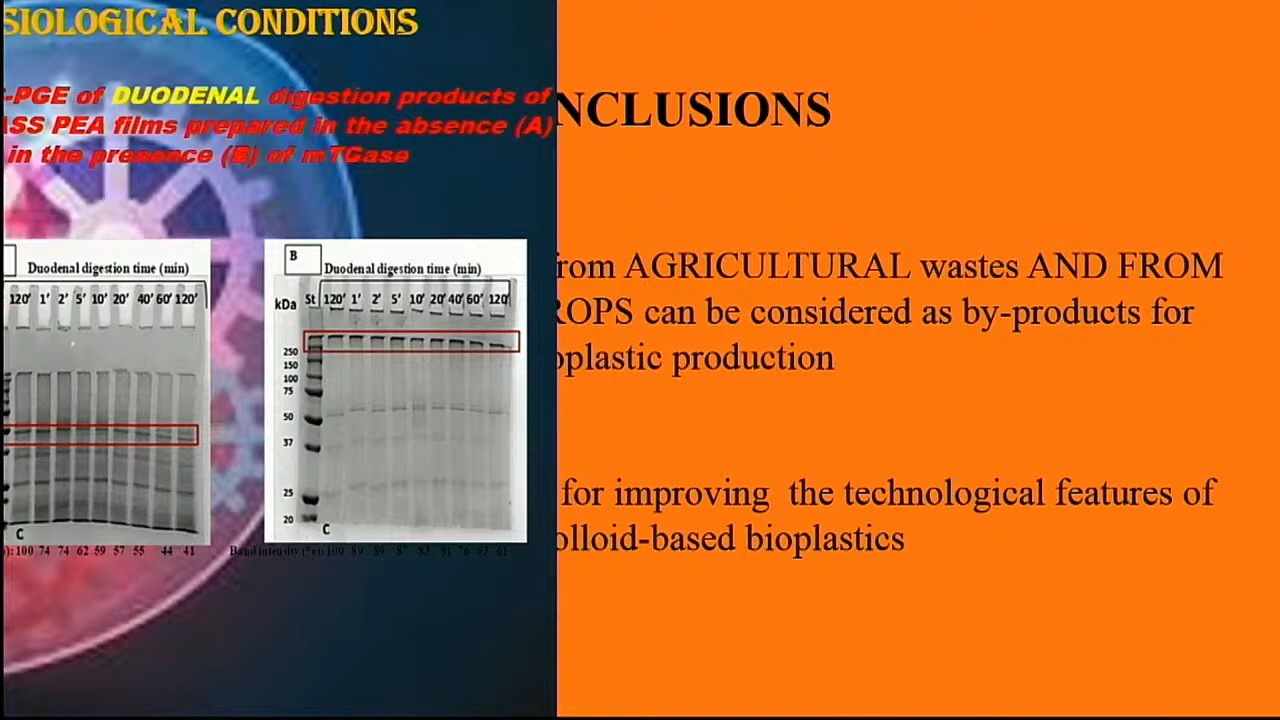 SIOLOGICAL CONDITIONS
-PGE of DUODENAL digestion products of
ASS PEA films prepared in the absence (A)
in the presence (B) of mTGase
Duodenal digestion time (min)
120' 1' 2' 5' 10' 20' 40' 60' 120'
C
): 100 74 74 62 59 57 55 44 41
B
Duodenal digestion time (min)
kDa St 120' 1' 2' 5' 10' 20' 40' 60' 120'
250
150
100
75
50
37
25
20
C
Band intensity
NCLUSIONS
rom AGRICULTURAL wastes AND FROM
ROPS can be considered as by-products for
oplastic production
for improving the technological features of
olloid-based bioplastics